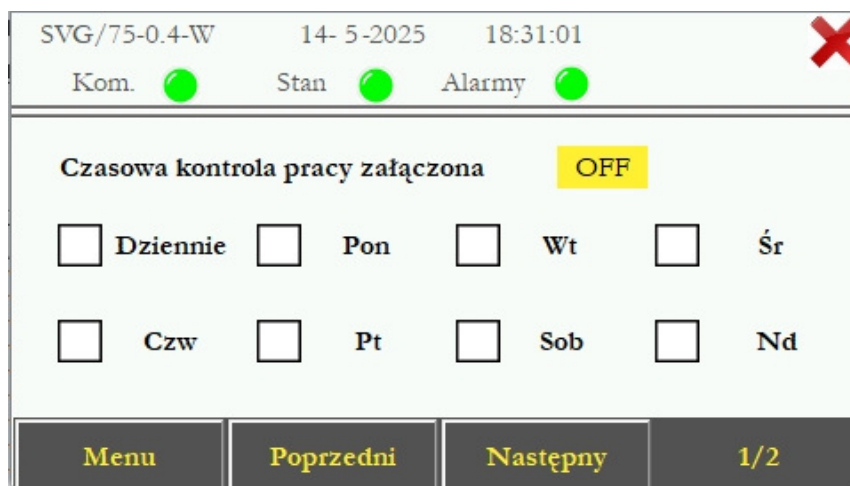 SVG/75-0.4-W 14- 5-2025 18:31:01
Kom. Stan Alarmy
Czasowa kontrola pracy załączona OFF
Dziennie Pon Wt Śr
Czw Pt Sob Nd
Menu Poprzedni Następny 1/2